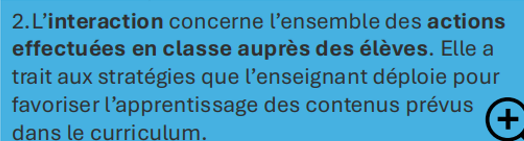 2.L’interaction concerne l’ensemble des actions
effectuées en classe auprès des élèves. Elle a
trait aux stratégies que l’enseignant déploie pour
favoriser l’apprentissage des contenus prévus
dans le curriculum.